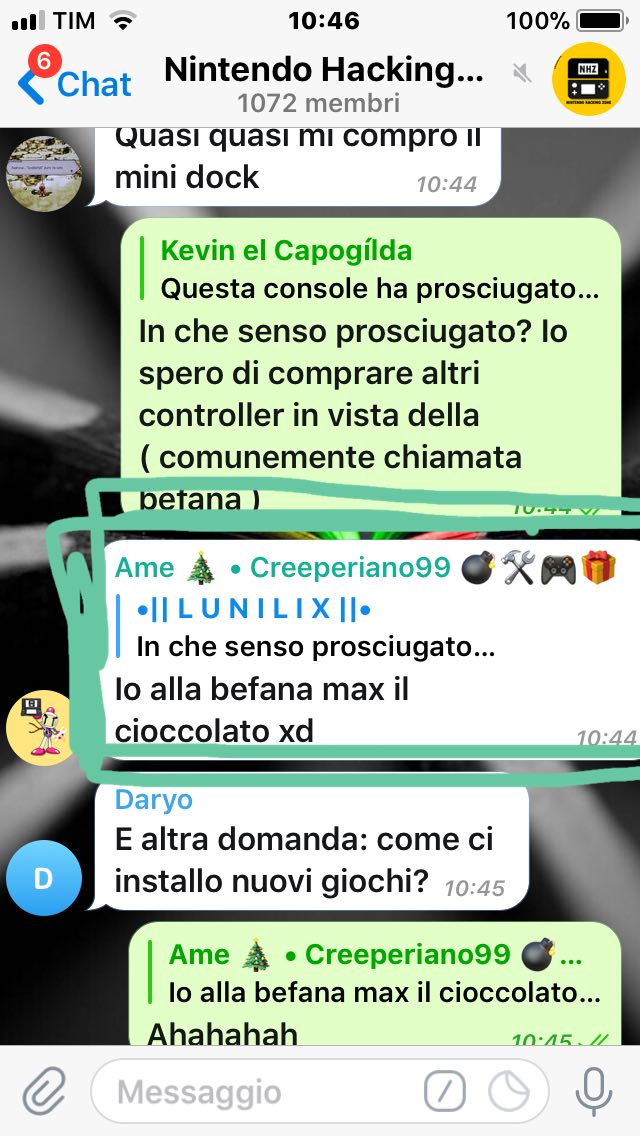 TIM 10:46 100%
6
Chat
Nintendo Hacking...
1072 membri
NHZ
NINTENDO HACKING ZONE
Quasi quasi mi compro il
mini dock
10:44
Kevin el Capogílda
Questa console ha prosciugato...
In che senso prosciugato? Io
spero di comprare altri
controller in vista della
( comunemente chiamata
befana )
10:44
Ame 🎄 • Creeperiano99 💣🛠🎮🎁
•|| L U N I L I X ||•
In che senso prosciugato...
Io alla befana max il
cioccolato xd
10:44
Daryo
D
E altra domanda: come ci
installo nuovi giochi?
10:45
Ame 🎄 • Creeperiano99 💣...
Io alla befana max il cioccolato...
Ahahahah
10:45
Messaggio